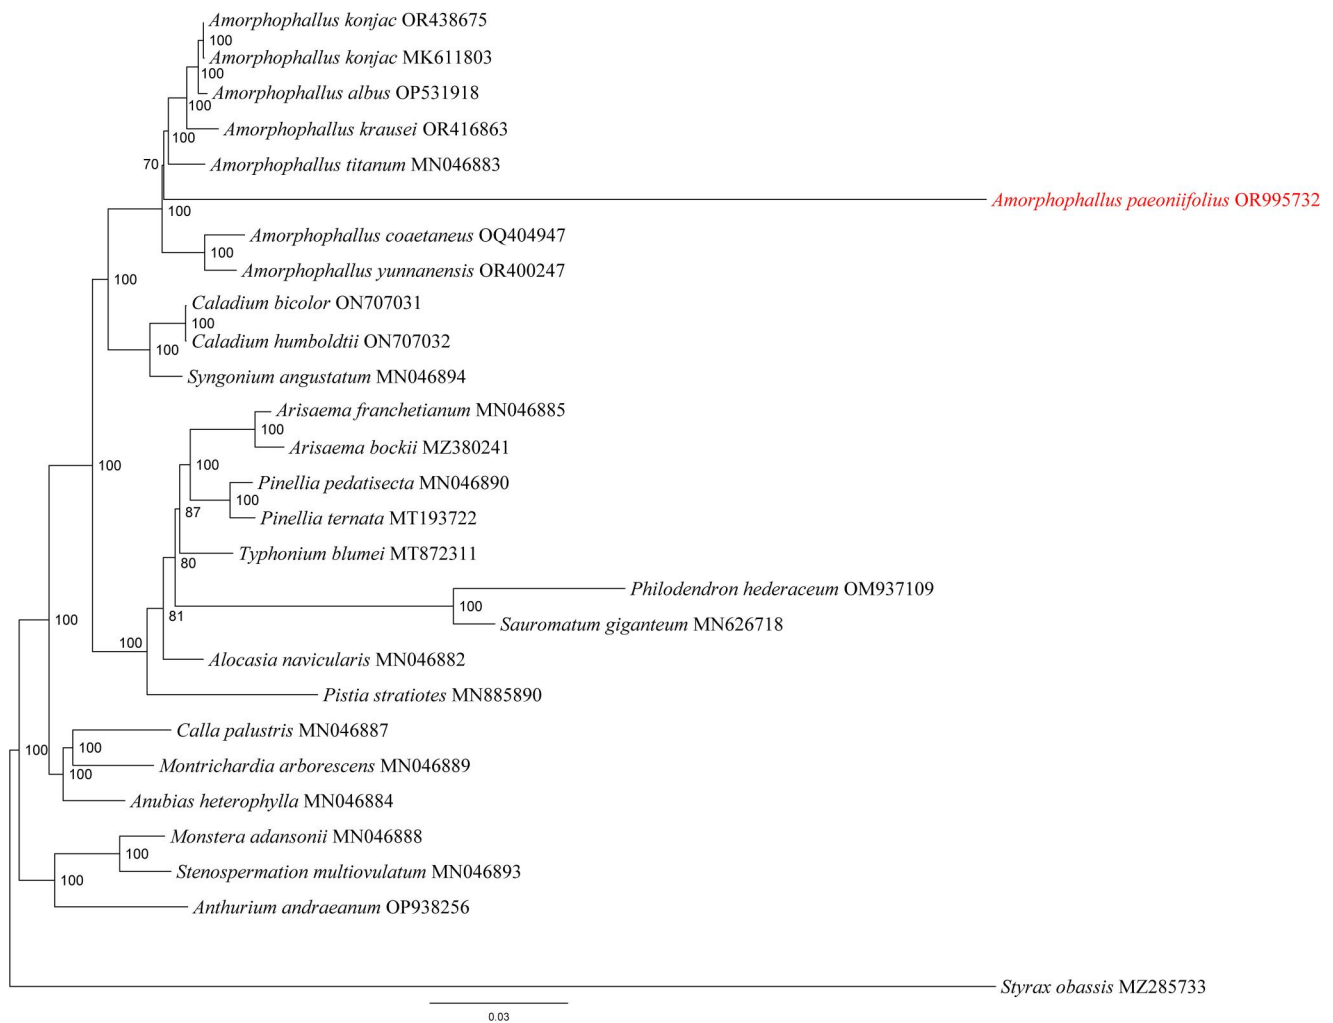 Amorphophallus konjac OR438675
100
Amorphophallus konjac MK611803
100
Amorphophallus albus OP531918
100
Amorphophallus krausei OR416863
100
Amorphophallus titanum MN046883
70
Amorphophallus paeoniifolius OR995732
100
Amorphophallus coaetaneus OQ404947
100
Amorphophallus yunnanensis OR400247
100
Caladium bicolor ON707031
100
Caladium humboldtii ON707032
100
Syngonium angustatum MN046894
Arisaema franchetianum MN046885
100
Arisaema bockii MZ380241
100
100
Pinellia pedatisecta MN046890
100
87
Pinellia ternata MT193722
Typhonium blumei MT872311
80
Philodendron hederaceum OM937109
100
81
Sauromatum giganteum MN626718
100
100
Alocasia navicularis MN046882
Pistia stratiotes MN885890
Calla palustris MN046887
100
100
Montrichardia arborescens MN046889
100
Anubias heterophylla MN046884
Monstera adansonii MN046888
100
Stenospermation multiovulatum MN046893
100
Anthurium andraeanum OP938256
Styrax obassis MZ285733
0.03